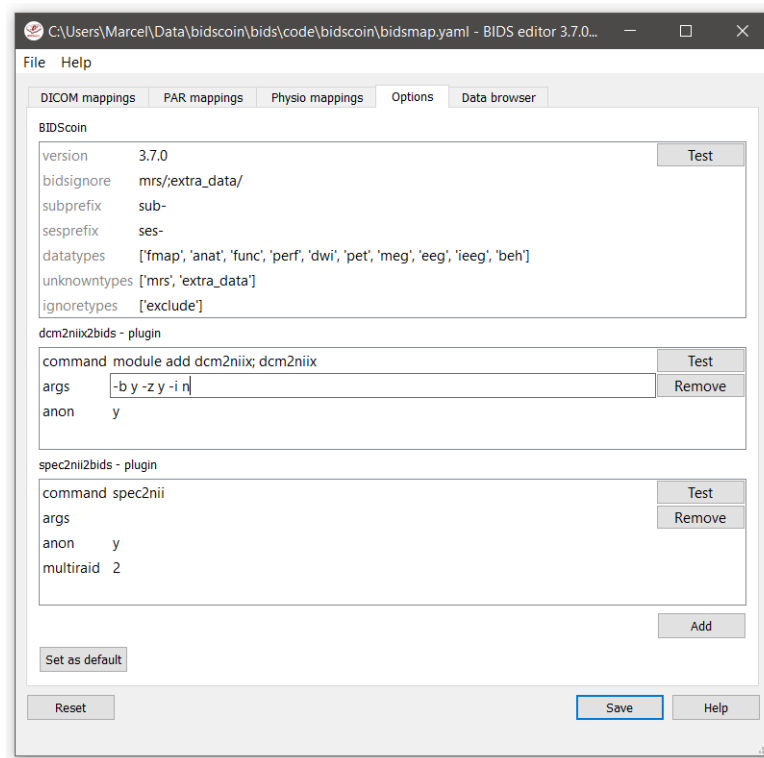 C:\Users\Marcel\Data\bidscoin\bids\code\bidscoin\bidsmap.yaml - BIDS editor 3.7.0...
File Help
DICOM mappings PAR mappings Physio mappings Options Data browser
BIDScoin
version 3.7.0 Test
bidsignore mrs/;extra_data/
subprefix sub-
sesprefix ses-
datatypes ['fmap', 'anat', 'func', 'perf', 'dwi', 'pet', 'meg', 'eeg', 'ieeg', 'beh']
unknowntypes ['mrs', 'extra_data']
ignoretypes ['exclude']
dcm2niix2bids - plugin
command module add dcm2niix; dcm2niix Test
args -b y -z y -i n Remove
anon y
spec2nii2bids - plugin
command spec2nii Test
args Remove
anon y
multiraid 2
Add
Set as default
Reset Save Help